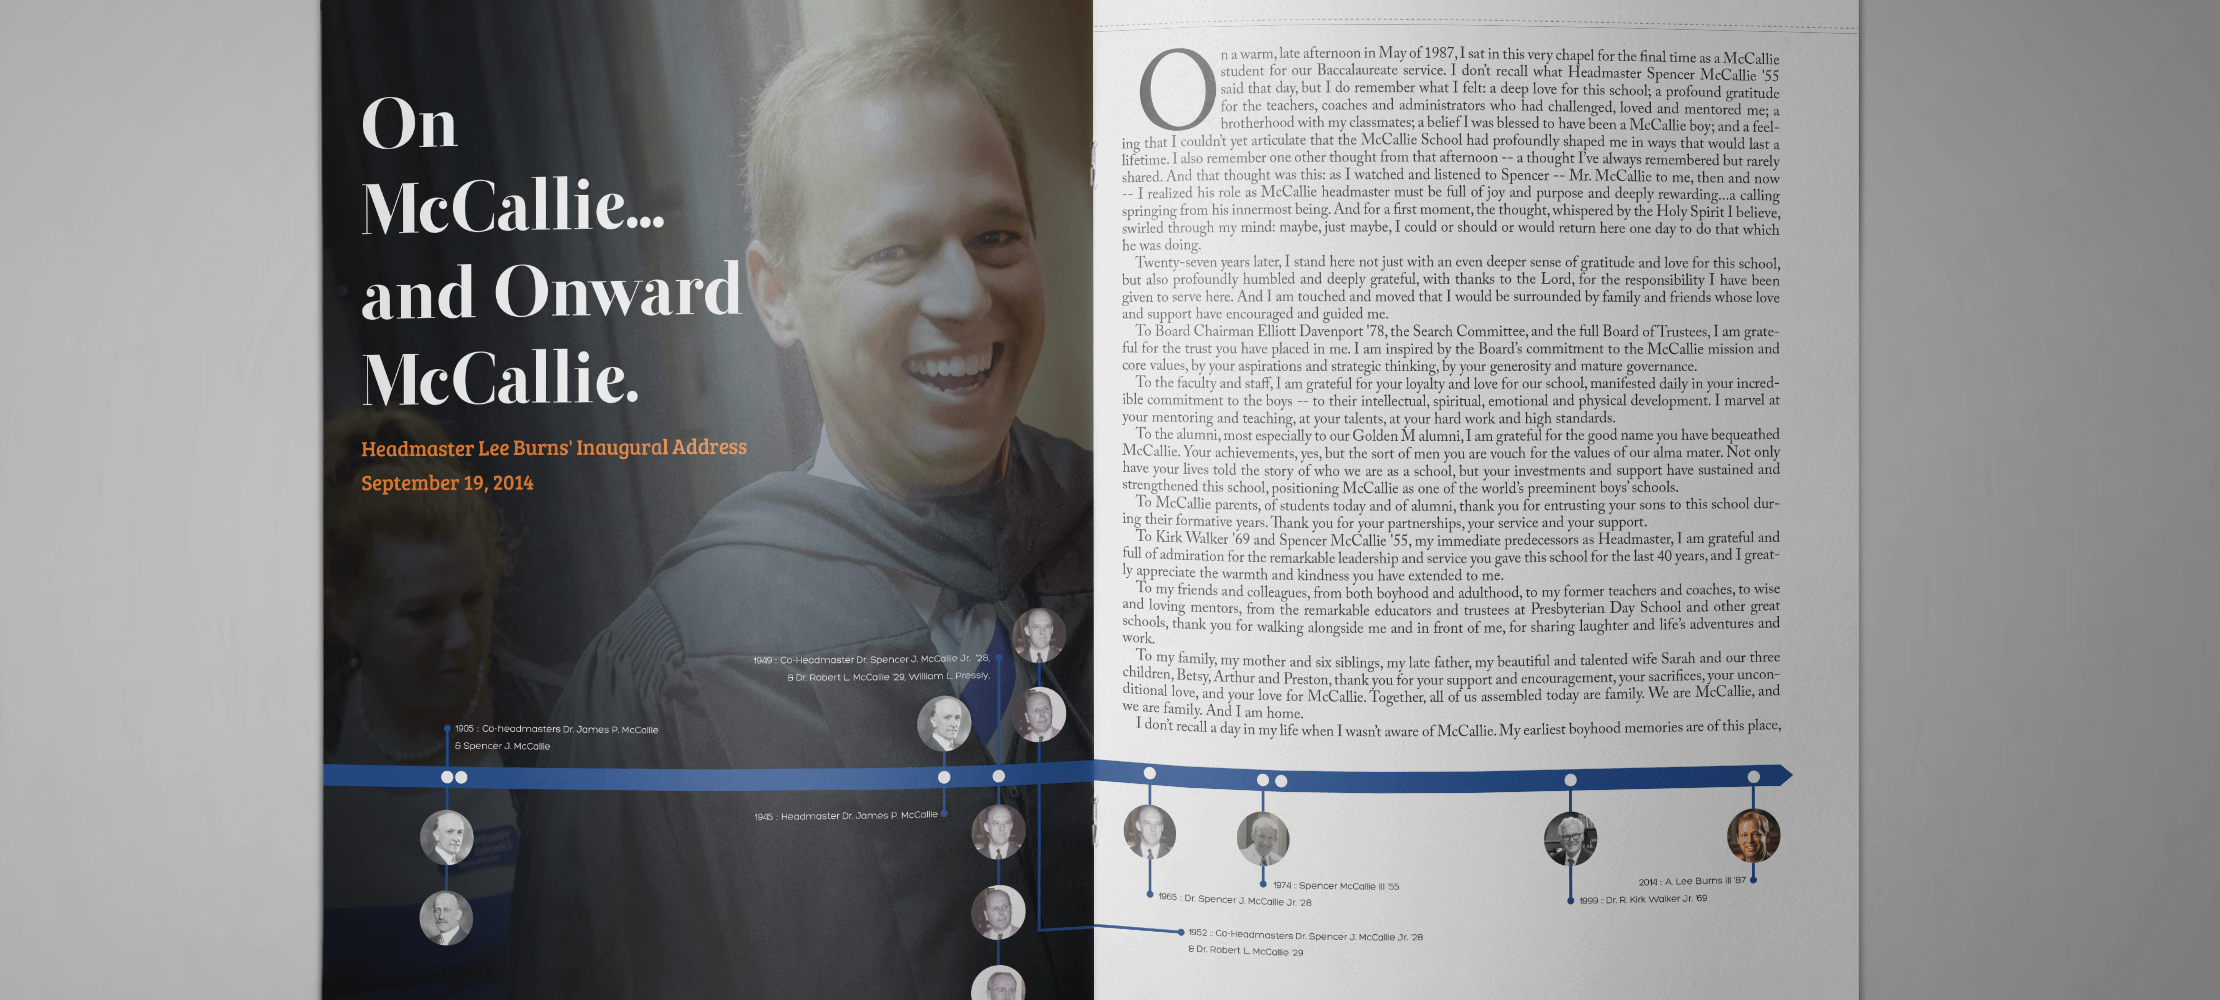 On
McCallie...
and Onward
McCallie.
Headmaster Lee Burns' Inaugural Address
September 19, 2014
1949 : Co-Headmaster Dr. Spencer J. McCallie Jr. '28,
& Dr. Robert L. McCallie '29, William L. Pressly.
1905 : Co-headmasters Dr. James P. McCallie
& Spencer J. McCallie
1945 : Headmaster Dr. James P. McCallie
On a warm, late afternoon in May of 1987, I sat in this very chapel for the final time as a McCallie
student for our Baccalaureate service. I don't recall what Headmaster Spencer McCallie '55
said that day, but I do remember what I felt: a deep love for this school; a profound gratitude
for the teachers, coaches and administrators who had challenged, loved and mentored me; a
brotherhood with my classmates; a belief I was blessed to have been a McCallie boy; and a feel-
ing that I couldn't yet articulate that the McCallie School had profoundly shaped me in ways that would last a
lifetime. I also remember one other thought from that afternoon -- a thought I've always remembered but rarely
shared. And that thought was this: as I watched and listened to Spencer -- Mr. McCallie to me, then and now
-- I realized his role as McCallie headmaster must be full of joy and purpose and deeply rewarding...a calling
springing from his innermost being. And for a first moment, the thought, whispered by the Holy Spirit I believe,
swirled through my mind: maybe, just maybe, I could or should or would return here one day to do that which
he was doing.
Twenty-seven years later, I stand here not just with an even deeper sense of gratitude and love for this school,
but also profoundly humbled and deeply grateful, with thanks to the Lord, for the responsibility I have been
given to serve here. And I am touched and moved that I would be surrounded by family and friends whose love
and support have encouraged and guided me.
To Board Chairman Elliott Davenport '78, the Search Committee, and the full Board of Trustees, I am grate-
ful for the trust you have placed in me. I am inspired by the Board's commitment to the McCallie mission and
core values, by your aspirations and strategic thinking, by your generosity and mature governance.
To the faculty and staff, I am grateful for your loyalty and love for our school, manifested daily in your incred-
ible commitment to the boys -- to their intellectual, spiritual, emotional and physical development. I marvel at
your mentoring and teaching, at your talents, at your hard work and high standards.
To the alumni, most especially to our Golden M alumni, I am grateful for the good name you have bequeathed
McCallie. Your achievements, yes, but the sort of men you are vouch for the values of our alma mater. Not only
have your lives told the story of who we are as a school, but your investments and support have sustained and
strengthened this school, positioning McCallie as one of the world's preeminent boys' schools.
To McCallie parents, of students today and of alumni, thank you for entrusting your sons to this school dur-
ing their formative years. Thank you for your partnerships, your service and your support.
To Kirk Walker '69 and Spencer McCallie '55, my immediate predecessors as Headmaster, I am grateful and
full of admiration for the remarkable leadership and service you gave this school for the last 40 years, and I great-
ly appreciate the warmth and kindness you have extended to me.
To my friends and colleagues, from both boyhood and adulthood, to my former teachers and coaches, to wise
and loving mentors, from the remarkable educators and trustees at Presbyterian Day School and other great
schools, thank you for walking alongside me and in front of me, for sharing laughter and life's adventures and
work.
To my family, my mother and six siblings, my late father, my beautiful and talented wife Sarah and our three
children, Betsy, Arthur and Preston, thank you for your support and encouragement, your sacrifices, your uncon-
ditional love, and your love for McCallie. Together, all of us assembled today are family. We are McCallie, and
we are family. And I am home.
I don't recall a day in my life when I wasn't aware of McCallie. My earliest boyhood memories are of this place,
1965 : Dr. Spencer J. McCallie Jr. '28
1974 : Spencer McCallie III '55
1999 : Dr. R. Kirk Walker Jr. '69
2014 : A. Lee Burns III '87
1952 : Co-Headmasters Dr. Spencer J. McCallie Jr. '28
& Dr. Robert L. McCallie '29